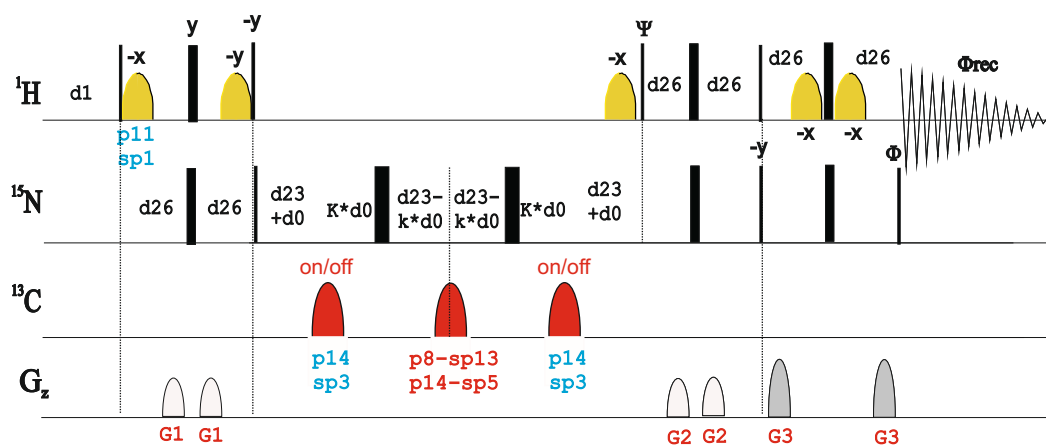 y
-y
-x
-y
-x
Ψ
d26
d26
d26
d26
Φrec
¹H
d1
p11
sp1
-x
-x
-y
Φ
¹⁵N
d26
d26
d23
+d0
K*d0
d23-
k*d0
d23-
k*d0
K*d0
d23
+d0
on/off
on/off
¹³C
p14
sp3
p8-sp13
p14-sp5
p14
sp3
Gz
G1
G1
G2
G2
G3
G3